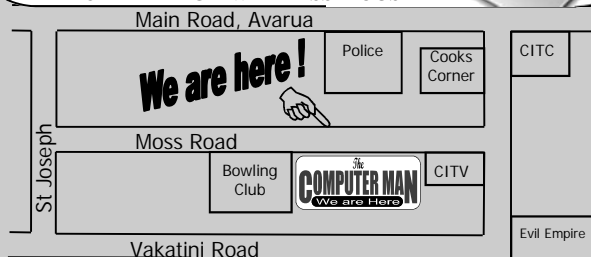 Main Road, Avarua
We are here !
Police
Cooks
Corner
CITC
Moss Road
St Joseph
Bowling
Club
The
COMPUTER MAN
We are Here
CITV
Evil Empire
Vakatini Road